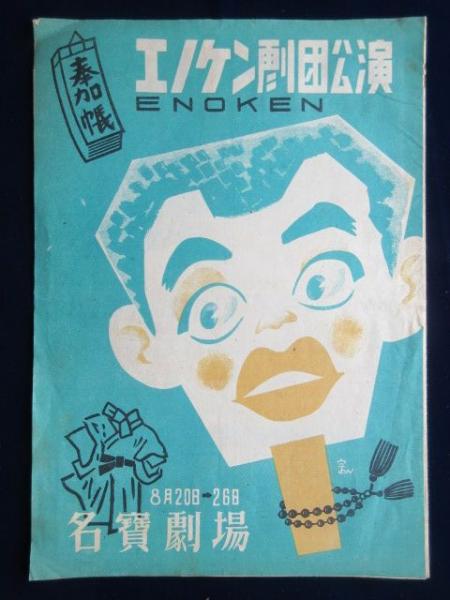 奉加帳
エノケン劇団公演
ENOKEN
8月20日→26日
名寶劇場